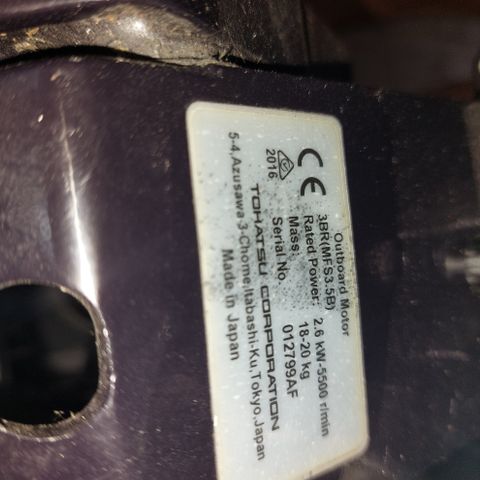 Outboard Motor
3BR(MFS3.5B)
Rated Power: 2.6 kW-5500 r/min
Mass: 18-20 kg
Serial No. 012799AF
CE
2016
TOHATSU CORPORATION
5-4,Azusawa 3-Chome,Itabashi-Ku,Tokyo,Japan
Made in Japan